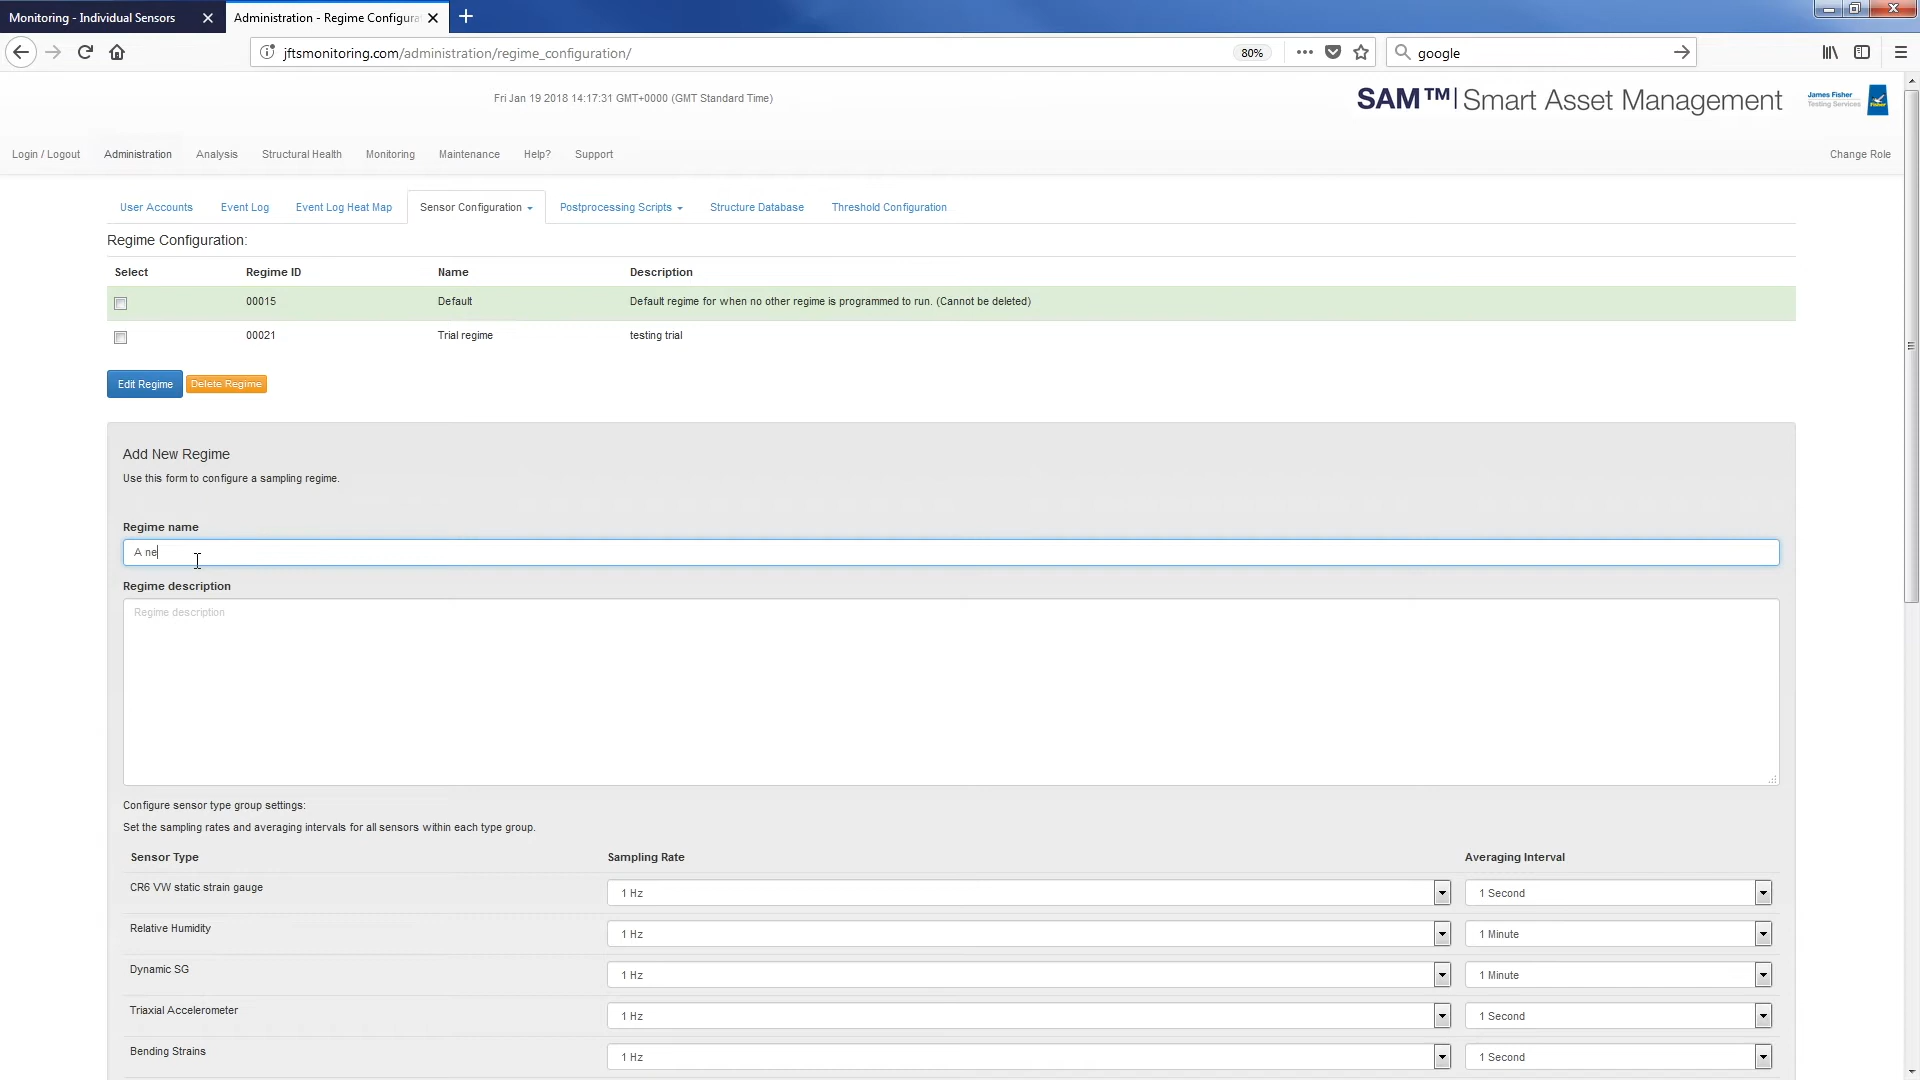 Monitoring - Individual Sensors
Administration - Regime Configura
jftsmonitoring.com/administration/regime_configuration/
80%
google
Fri Jan 19 2018 14:17:31 GMT+0000 (GMT Standard Time)
SAM™| Smart Asset Management
James Fisher
Testing Services
Login / Logout Administration Analysis Structural Health Monitoring Maintenance Help? Support Change Role
User Accounts Event Log Event Log Heat Map Sensor Configuration Postprocessing Scripts Structure Database Threshold Configuration
Regime Configuration:
Select Regime ID Name Description
00015 Default Default regime for when no other regime is programmed to run. (Cannot be deleted)
00021 Trial regime testing trial
Edit Regime Delete Regime
Add New Regime
Use this form to configure a sampling regime.
Regime name
A ne
Regime description
Regime description
Configure sensor type group settings:
Set the sampling rates and averaging intervals for all sensors within each type group.
Sensor Type Sampling Rate Averaging Interval
CR6 VW static strain gauge 1 Hz 1 Second
Relative Humidity 1 Hz 1 Minute
Dynamic SG 1 Hz 1 Minute
Triaxial Accelerometer 1 Hz 1 Second
Bending Strains 1 Hz 1 Second